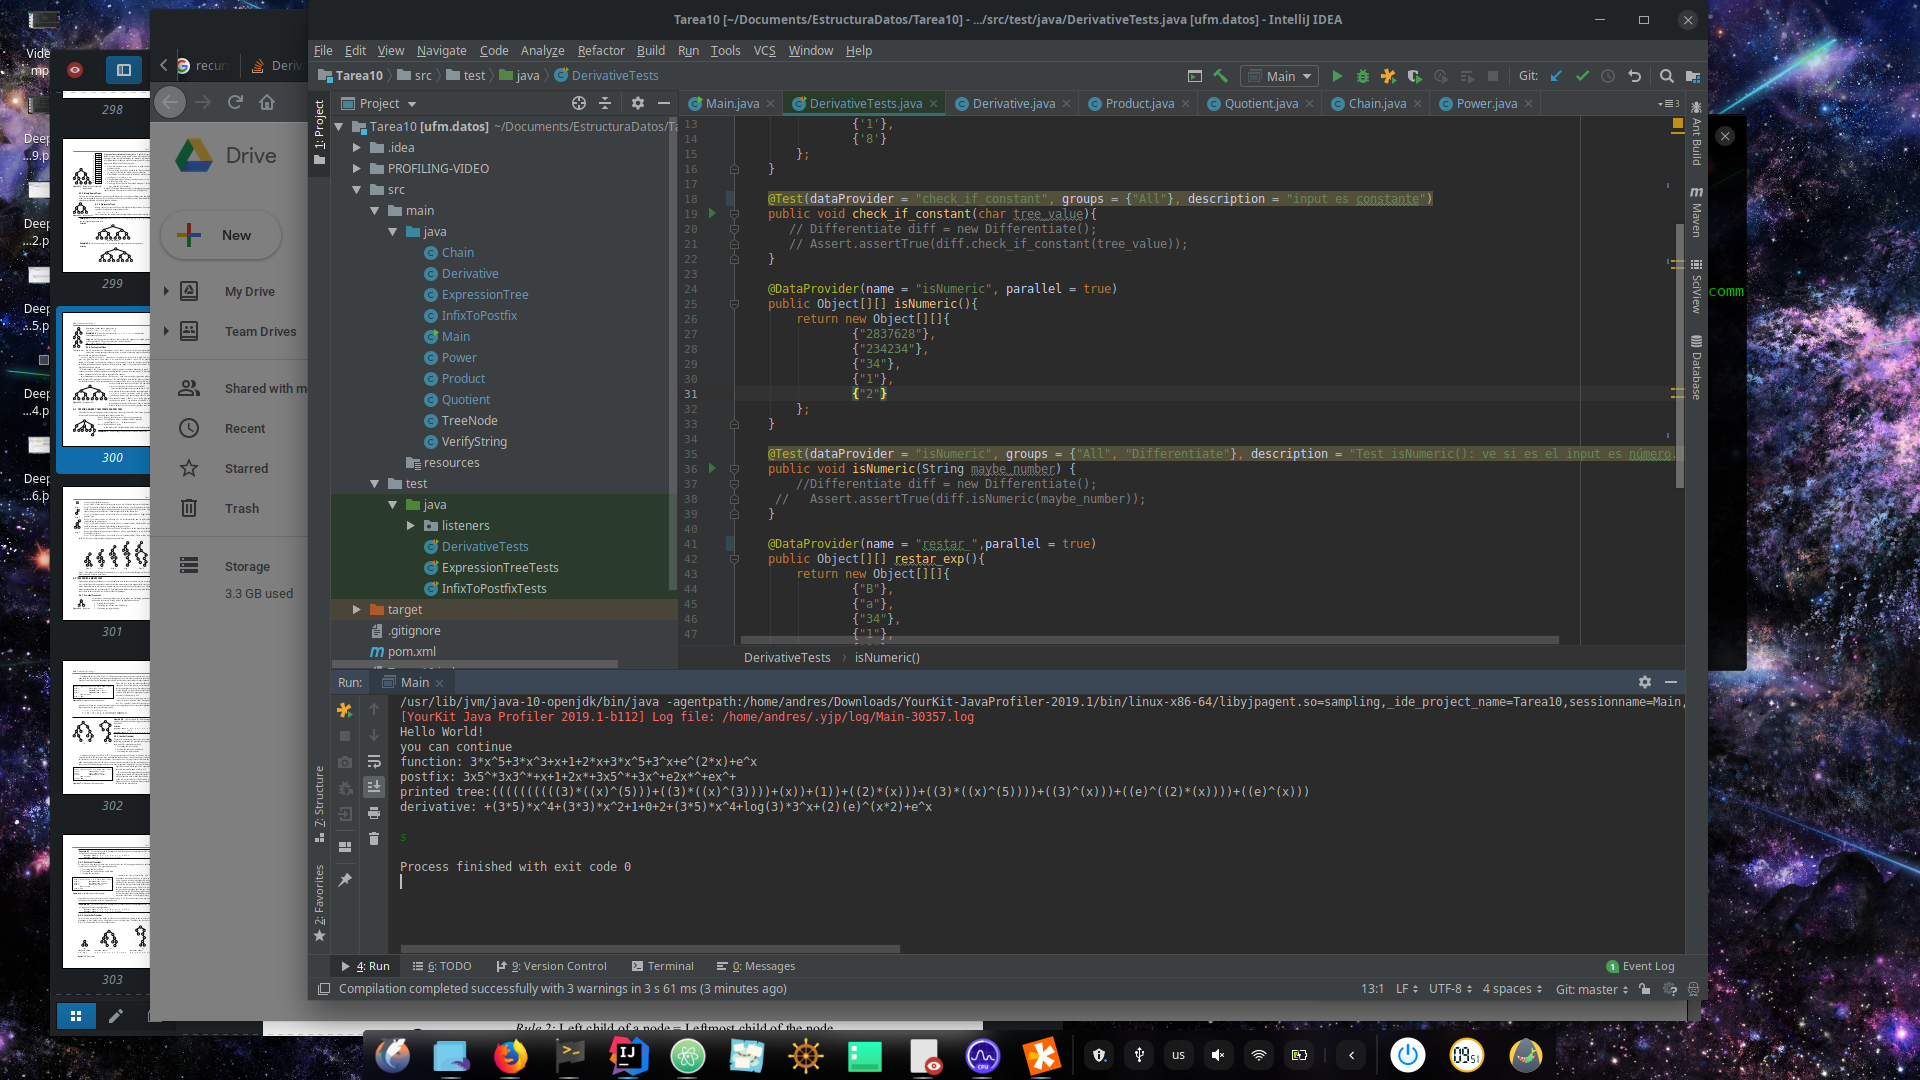 Tarea10 [~/Documents/EstructuraDatos/Tarea10] - .../src/test/java/DerivativeTests.java [ufm.datos] - IntelliJ IDEA
File Edit View Navigate Code Analyze Refactor Build Run Tools VCS Window Help
Tarea10 src test java DerivativeTests
Main
Git:
Project
Main.java DerivativeTests.java Derivative.java Product.java Quotient.java Chain.java Power.java
1: Project
Tarea10 [ufm.datos] ~/Documents/EstructuraDatos/Ta
.idea
PROFILING-VIDEO
src
main
java
Chain
Derivative
ExpressionTree
InfixToPostfix
Main
Power
Product
Quotient
TreeNode
VerifyString
resources
test
java
listeners
DerivativeTests
ExpressionTreeTests
InfixToPostfixTests
target
.gitignore
pom.xml
13 {'1'},
14 {'8'}
15 };
16 }
17
18 @Test(dataProvider = "check_if_constant", groups = {"All"}, description = "input es constante")
19 public void check_if_constant(char tree_value){
20 // Differentiate diff = new Differentiate();
21 // Assert.assertTrue(diff.check_if_constant(tree_value));
22 }
23
24 @DataProvider(name = "isNumeric", parallel = true)
25 public Object[][] isNumeric(){
26 return new Object[][]{
27 {"2837628"},
28 {"234234"},
29 {"34"},
30 {"1"},
31 {"2"}
32 };
33 }
34
35 @Test(dataProvider = "isNumeric", groups = {"All", "Differentiate"}, description = "Test isNumeric(): ve si es el input es número.
36 public void isNumeric(String maybe_number) {
37 //Differentiate diff = new Differentiate();
38 // Assert.assertTrue(diff.isNumeric(maybe_number));
39 }
40
41 @DataProvider(name = "restar_",parallel = true)
42 public Object[][] restar_exp(){
43 return new Object[][]{
44 {"B"},
45 {"a"},
46 {"34"},
47 {"1"},
DerivativeTests isNumeric()
Ant Build
Maven
SciView
Database
Run: Main
/usr/lib/jvm/java-10-openjdk/bin/java -agentpath:/home/andres/Downloads/YourKit-JavaProfiler-2019.1/bin/linux-x86-64/libyjpagent.so=sampling,_ide_project_name=Tarea10,sessionname=Main,
[YourKit Java Profiler 2019.1-b112] Log file: /home/andres/.yjp/log/Main-30357.log
Hello World!
you can continue
function: 3*x^5+3*x^3+x+1+2*x+3*x^5+3^x+e^(2*x)+e^x
postfix: 3x5^*3x3^*+x+1+2x*+3x5^*+3x^+e2x*^+ex^+
printed tree:((((((((((3)*((x)^(5)))+((3)*((x)^(3))))+(x))+(1))+((2)*(x)))+((3)*((x)^(5))))+((3)^(x)))+((e)^((2)*(x))))+((e)^(x)))
derivative: +(3*5)*x^4+(3*3)*x^2+1+0+2+(3*5)*x^4+log(3)*3^x+(2)(e)^(x*2)+e^x
s
Process finished with exit code 0
7: Structure
2: Favorites
4: Run 6: TODO 9: Version Control Terminal 0: Messages Event Log
Compilation completed successfully with 3 warnings in 3 s 61 ms (3 minutes ago)
13:1 LF UTF-8 4 spaces Git: master
recurs
Deriv
Drive
New
My Drive
Team Drives
Shared with m
Recent
Starred
Trash
Storage
3.3 GB used
298
299
300
301
302
303
Vide
mp
Deep
...9.p
Deep
...2.p
Deep
...5.p
Deep
...4.p
Deep
...6.p
comm
Rule 2: Left child of a node = Leftmost child of the node
us
09:51